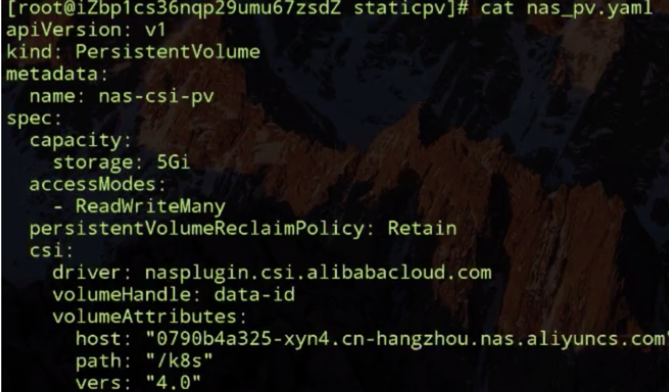 [root@iZbp1cs36nqp29umu67zsdZ staticpv]# cat nas_pv.yaml
apiVersion: v1
kind: PersistentVolume
metadata:
  name: nas-csi-pv
spec:
  capacity:
    storage: 5Gi
  accessModes:
    - ReadWriteMany
  persistentVolumeReclaimPolicy: Retain
  csi:
    driver: nasplugin.csi.alibabacloud.com
    volumeHandle: data-id
    volumeAttributes:
      host: "0790b4a325-xyn4.cn-hangzhou.nas.aliyuncs.com"
      path: "/k8s"
      vers: "4.0"